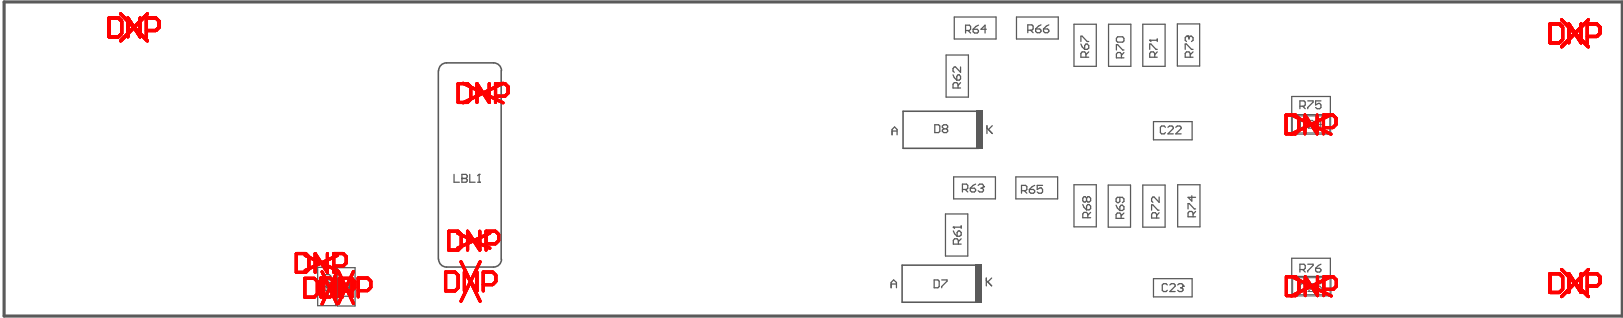 DNP
DNP
R64
R66
R67
R70
R71
R73
R62
DNP
R75
DNP
A
D8
K
C22
LBL1
R63
R65
R68
R69
R72
R74
R61
DNP
DNP
DNP
DNP
A
D7
K
C23
R76
DNP
DNP